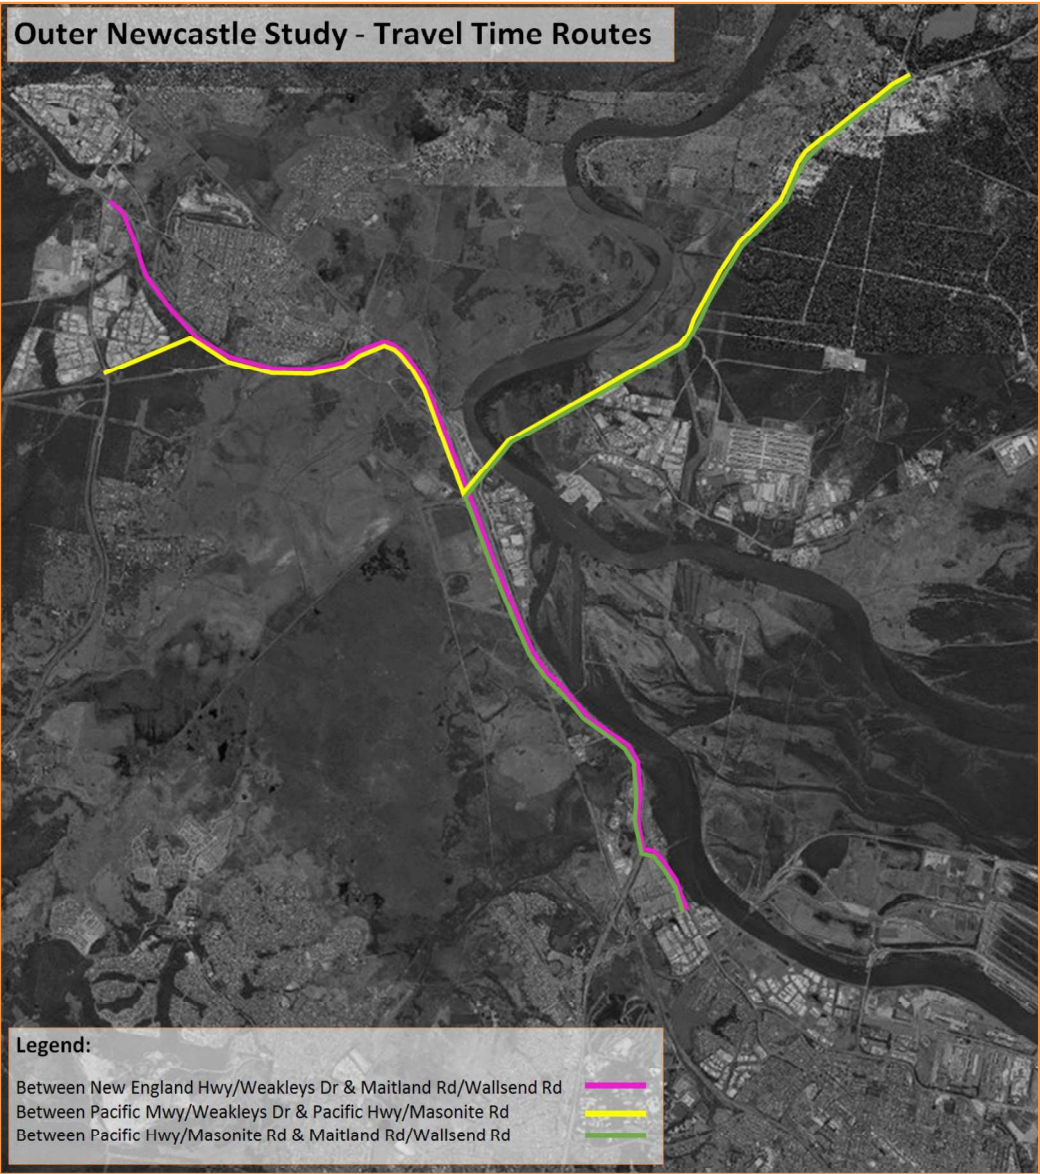 Outer Newcastle Study - Travel Time Routes
Legend:
Between New England Hwy/Weakleys Dr & Maitland Rd/Wallsend Rd
Between Pacific Mwy/Weakleys Dr & Pacific Hwy/Masonite Rd
Between Pacific Hwy/Masonite Rd & Maitland Rd/Wallsend Rd